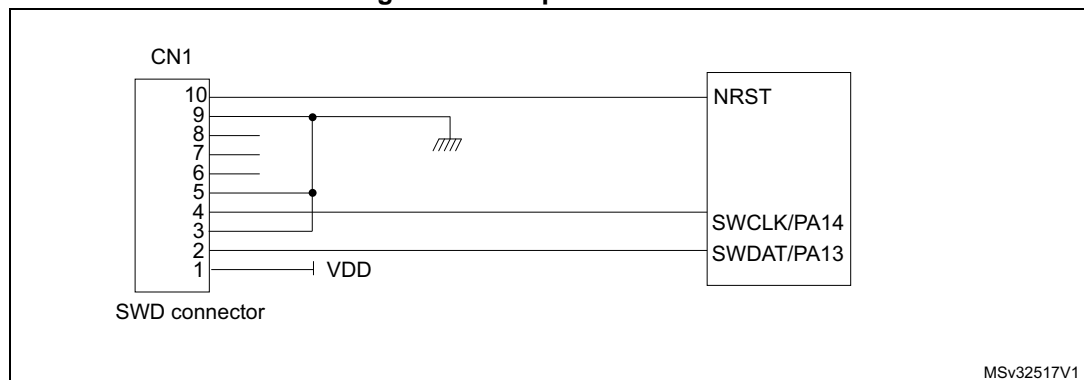 CN1
10
9
8
7
6
5
4
3
2
1
VDD
SWD connector
NRST
SWCLK/PA14
SWDAT/PA13
MSv32517V1